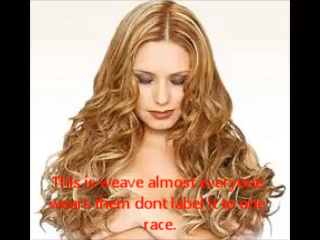 This is weave almost everyone
wears them dont label it to one
race.